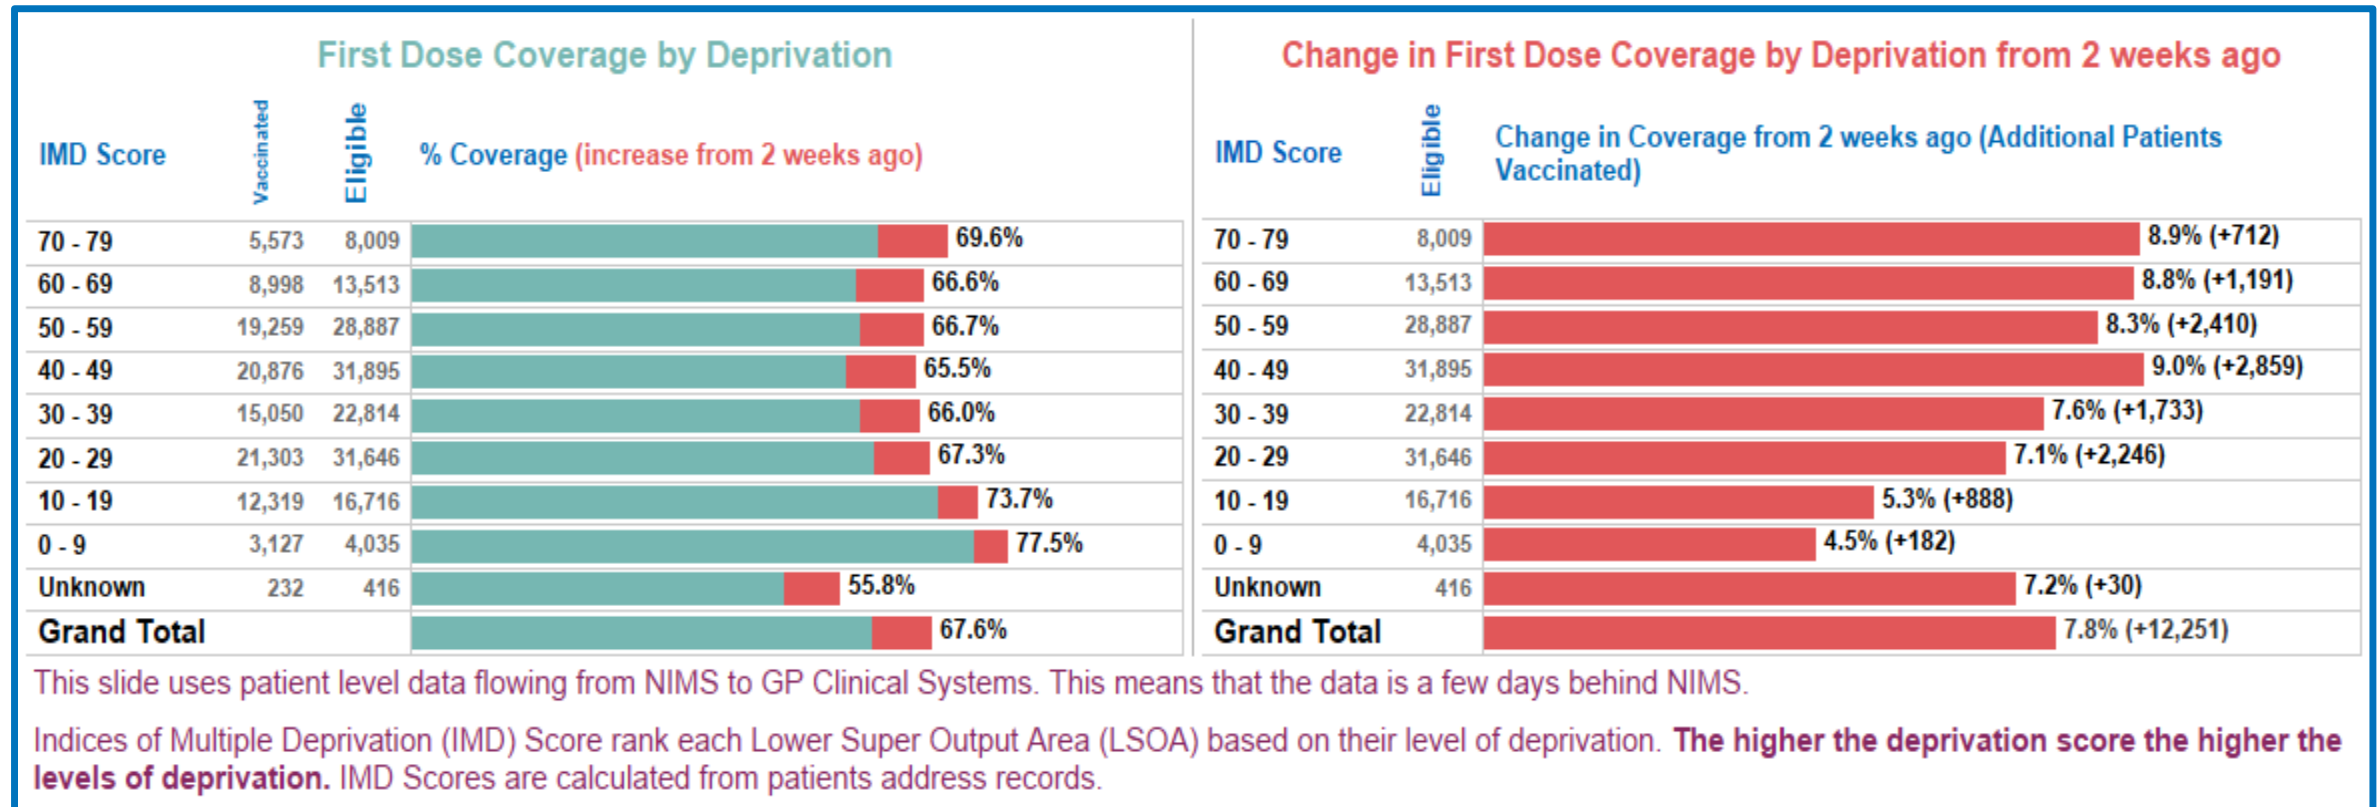 First Dose Coverage by Deprivation
IMD Score Vaccinated Eligible % Coverage (increase from 2 weeks ago)
70 - 79 5,573 8,009 69.6%
60 - 69 8,998 13,513 66.6%
50 - 59 19,259 28,887 66.7%
40 - 49 20,876 31,895 65.5%
30 - 39 15,050 22,814 66.0%
20 - 29 21,303 31,646 67.3%
10 - 19 12,319 16,716 73.7%
0 - 9 3,127 4,035 77.5%
Unknown 232 416 55.8%
Grand Total 67.6%
Change in First Dose Coverage by Deprivation from 2 weeks ago
IMD Score Eligible Change in Coverage from 2 weeks ago (Additional Patients
Vaccinated)
70 - 79 8,009 8.9% (+712)
60 - 69 13,513 8.8% (+1,191)
50 - 59 28,887 8.3% (+2,410)
40 - 49 31,895 9.0% (+2,859)
30 - 39 22,814 7.6% (+1,733)
20 - 29 31,646 7.1% (+2,246)
10 - 19 16,716 5.3% (+888)
0 - 9 4,035 4.5% (+182)
Unknown 416 7.2% (+30)
Grand Total 7.8% (+12,251)
This slide uses patient level data flowing from NIMS to GP Clinical Systems. This means that the data is a few days behind NIMS.
Indices of Multiple Deprivation (IMD) Score rank each Lower Super Output Area (LSOA) based on their level of deprivation. The higher the deprivation score the higher the
levels of deprivation. IMD Scores are calculated from patients address records.